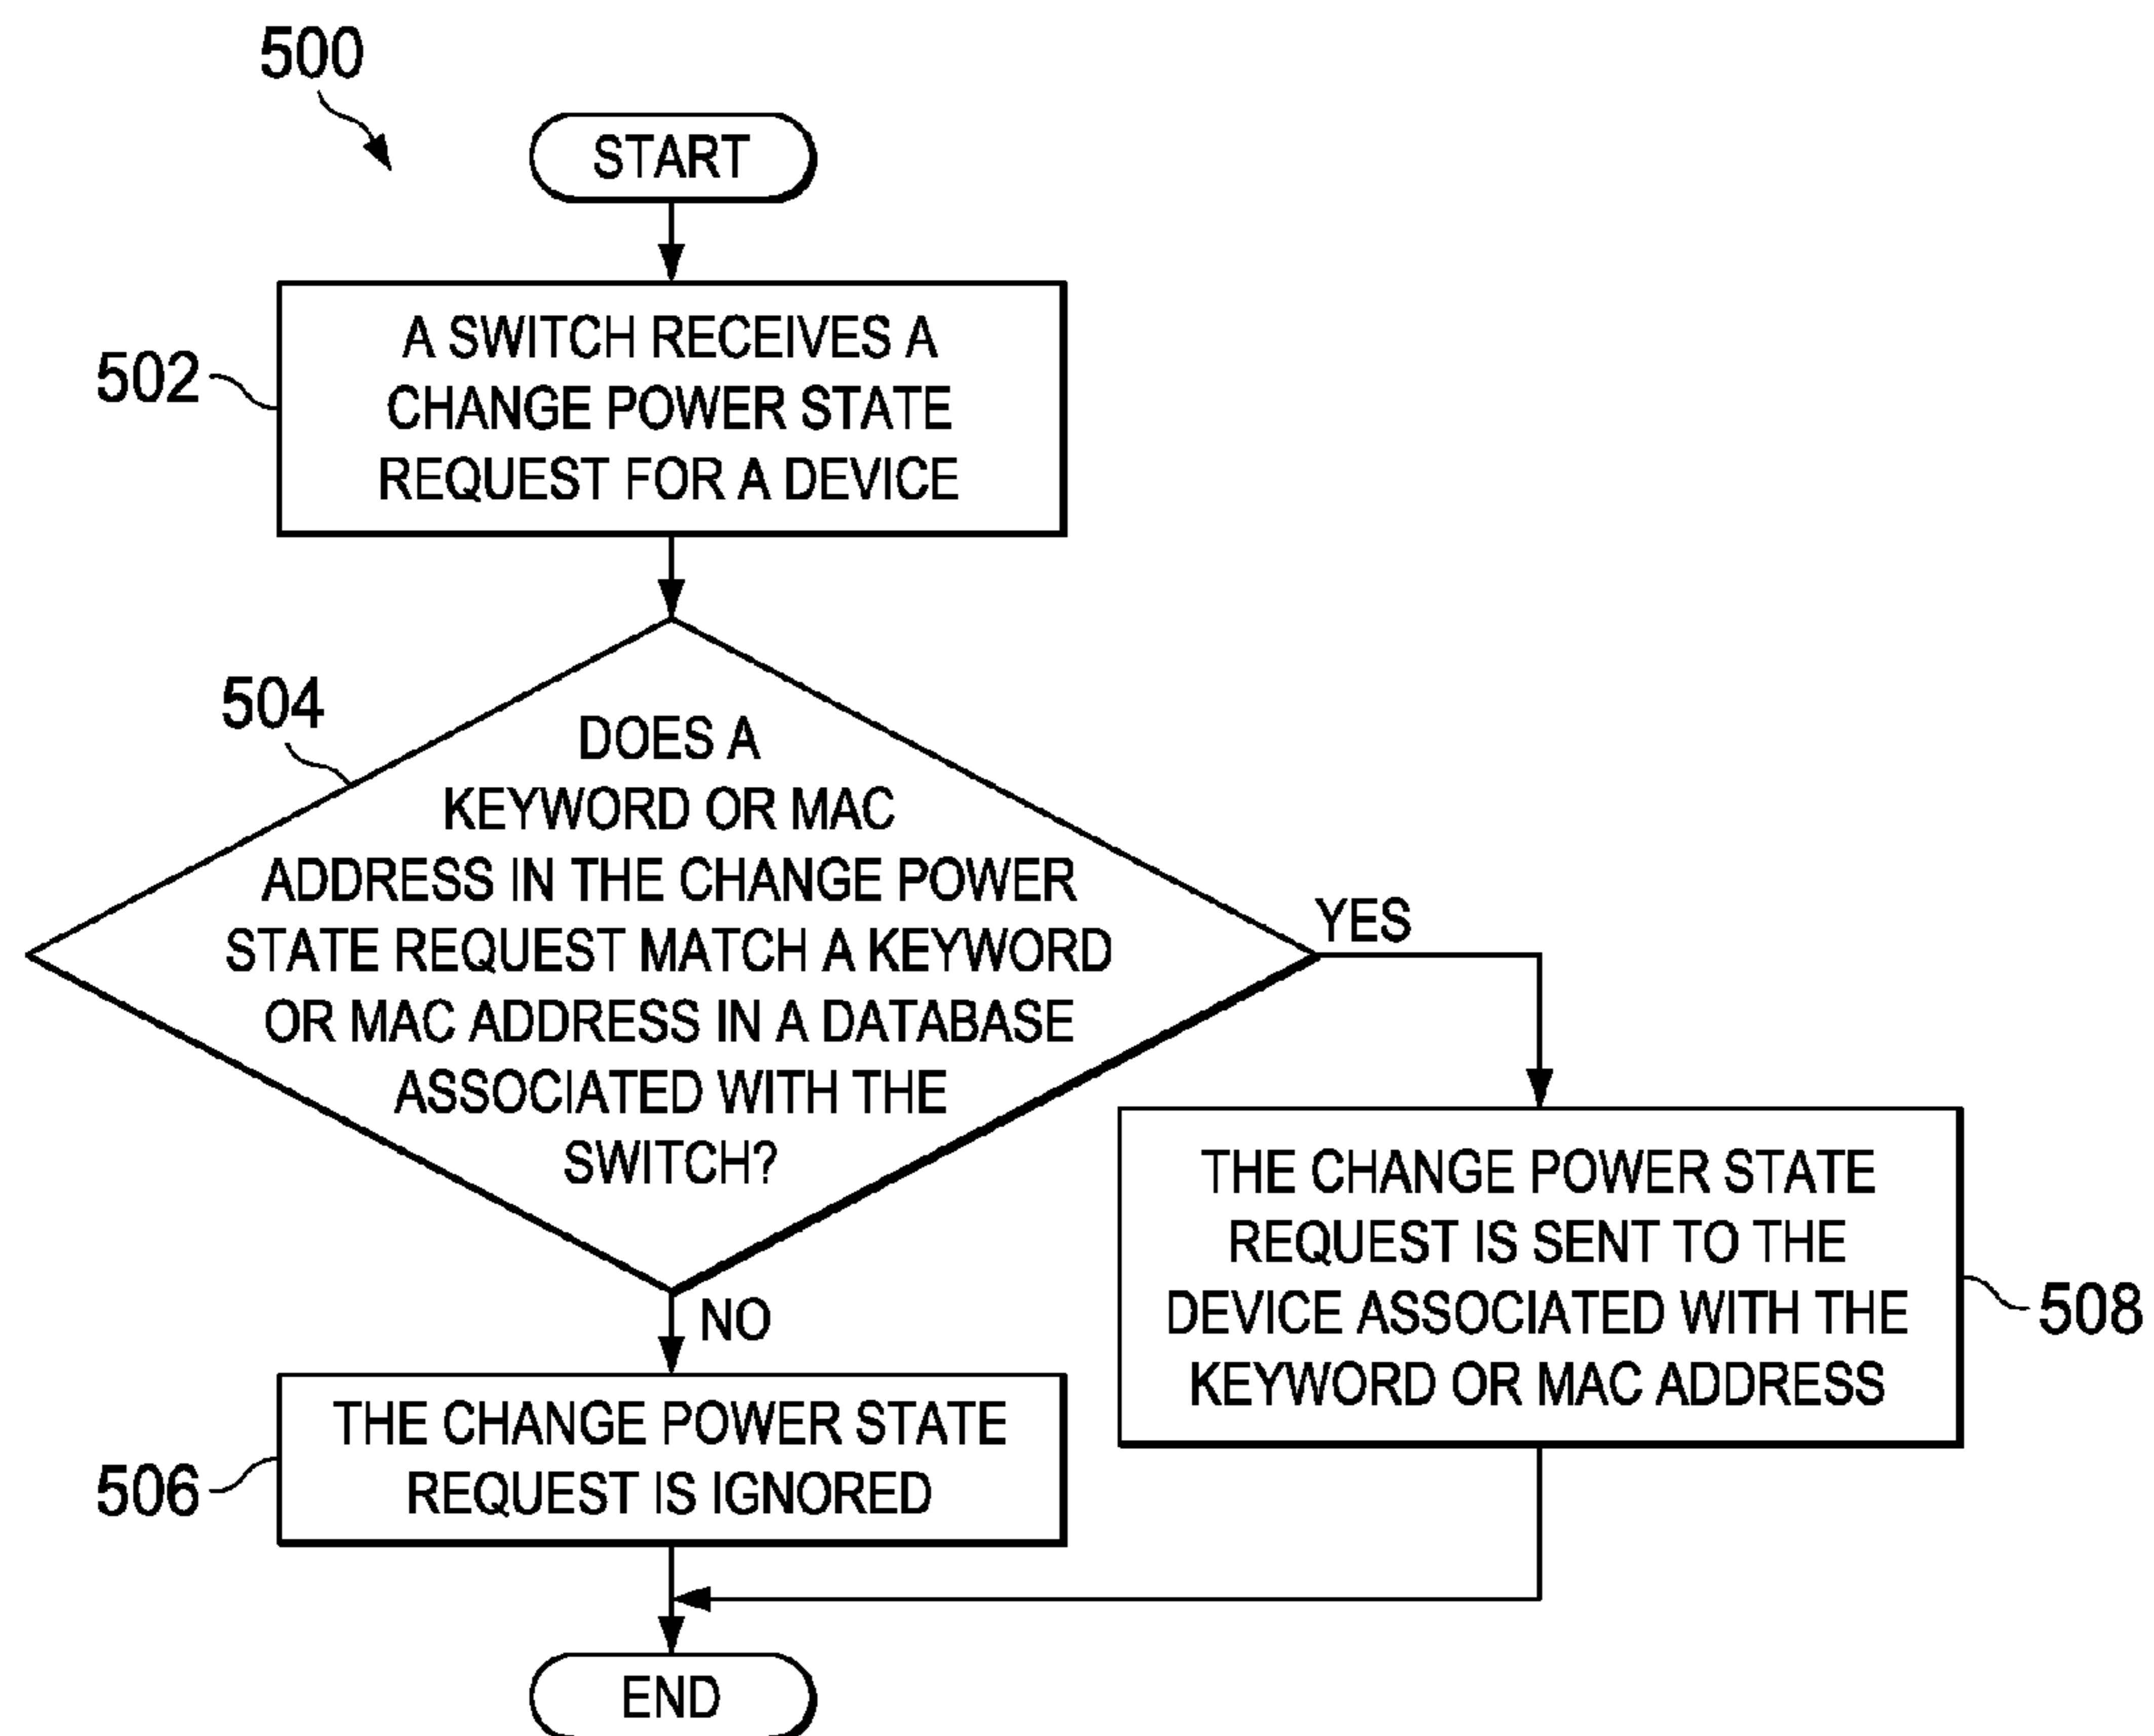 500
START
502
A SWITCH RECEIVES A
CHANGE POWER STATE
REQUEST FOR A DEVICE
504
DOES A
KEYWORD OR MAC
ADDRESS IN THE CHANGE POWER
STATE REQUEST MATCH A KEYWORD
OR MAC ADDRESS IN A DATABASE
ASSOCIATED WITH THE
SWITCH?
YES
NO
THE CHANGE POWER STATE
REQUEST IS SENT TO THE
DEVICE ASSOCIATED WITH THE
KEYWORD OR MAC ADDRESS
508
506
THE CHANGE POWER STATE
REQUEST IS IGNORED
END